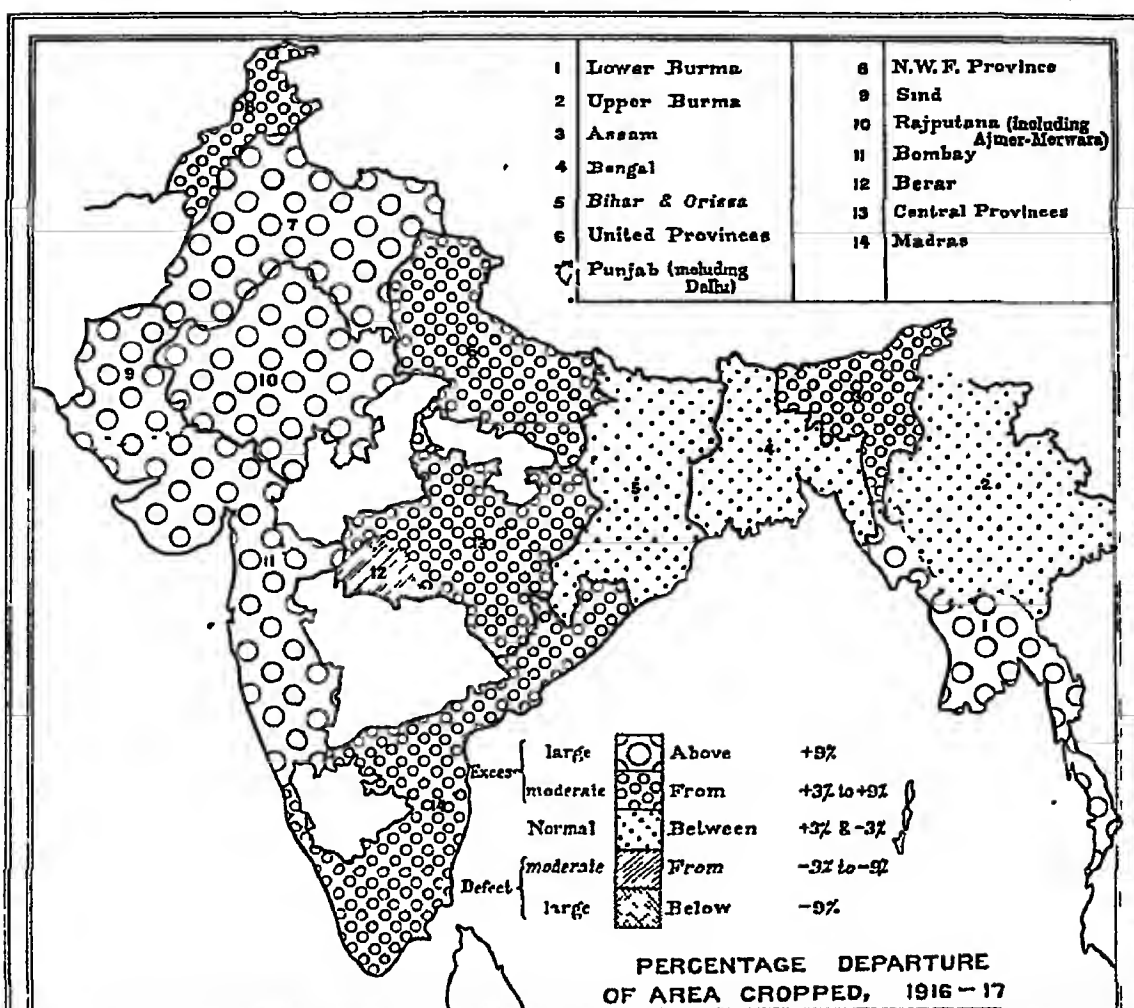 1 Lower Burma
2 Upper Burma
3 Assam
4 Bengal
5 Bihar & Orissa
6 United Provinces
7 Punjab (including
Delhi)
8 N.W.F. Province
9 Sind
10 Rajputana (including
Ajmer-Merwara)
11 Bombay
12 Berar
13 Central Provinces
14 Madras
8
7
6
9
10
3
4
5
2
13
12
11
1
14
Exces
large Above +9%
moderate From +3% to +9%
Normal Between +3% & -3%
Defect
moderate From -3% to -9%
large Below -9%
PERCENTAGE DEPARTURE
OF AREA CROPPED, 1916-17